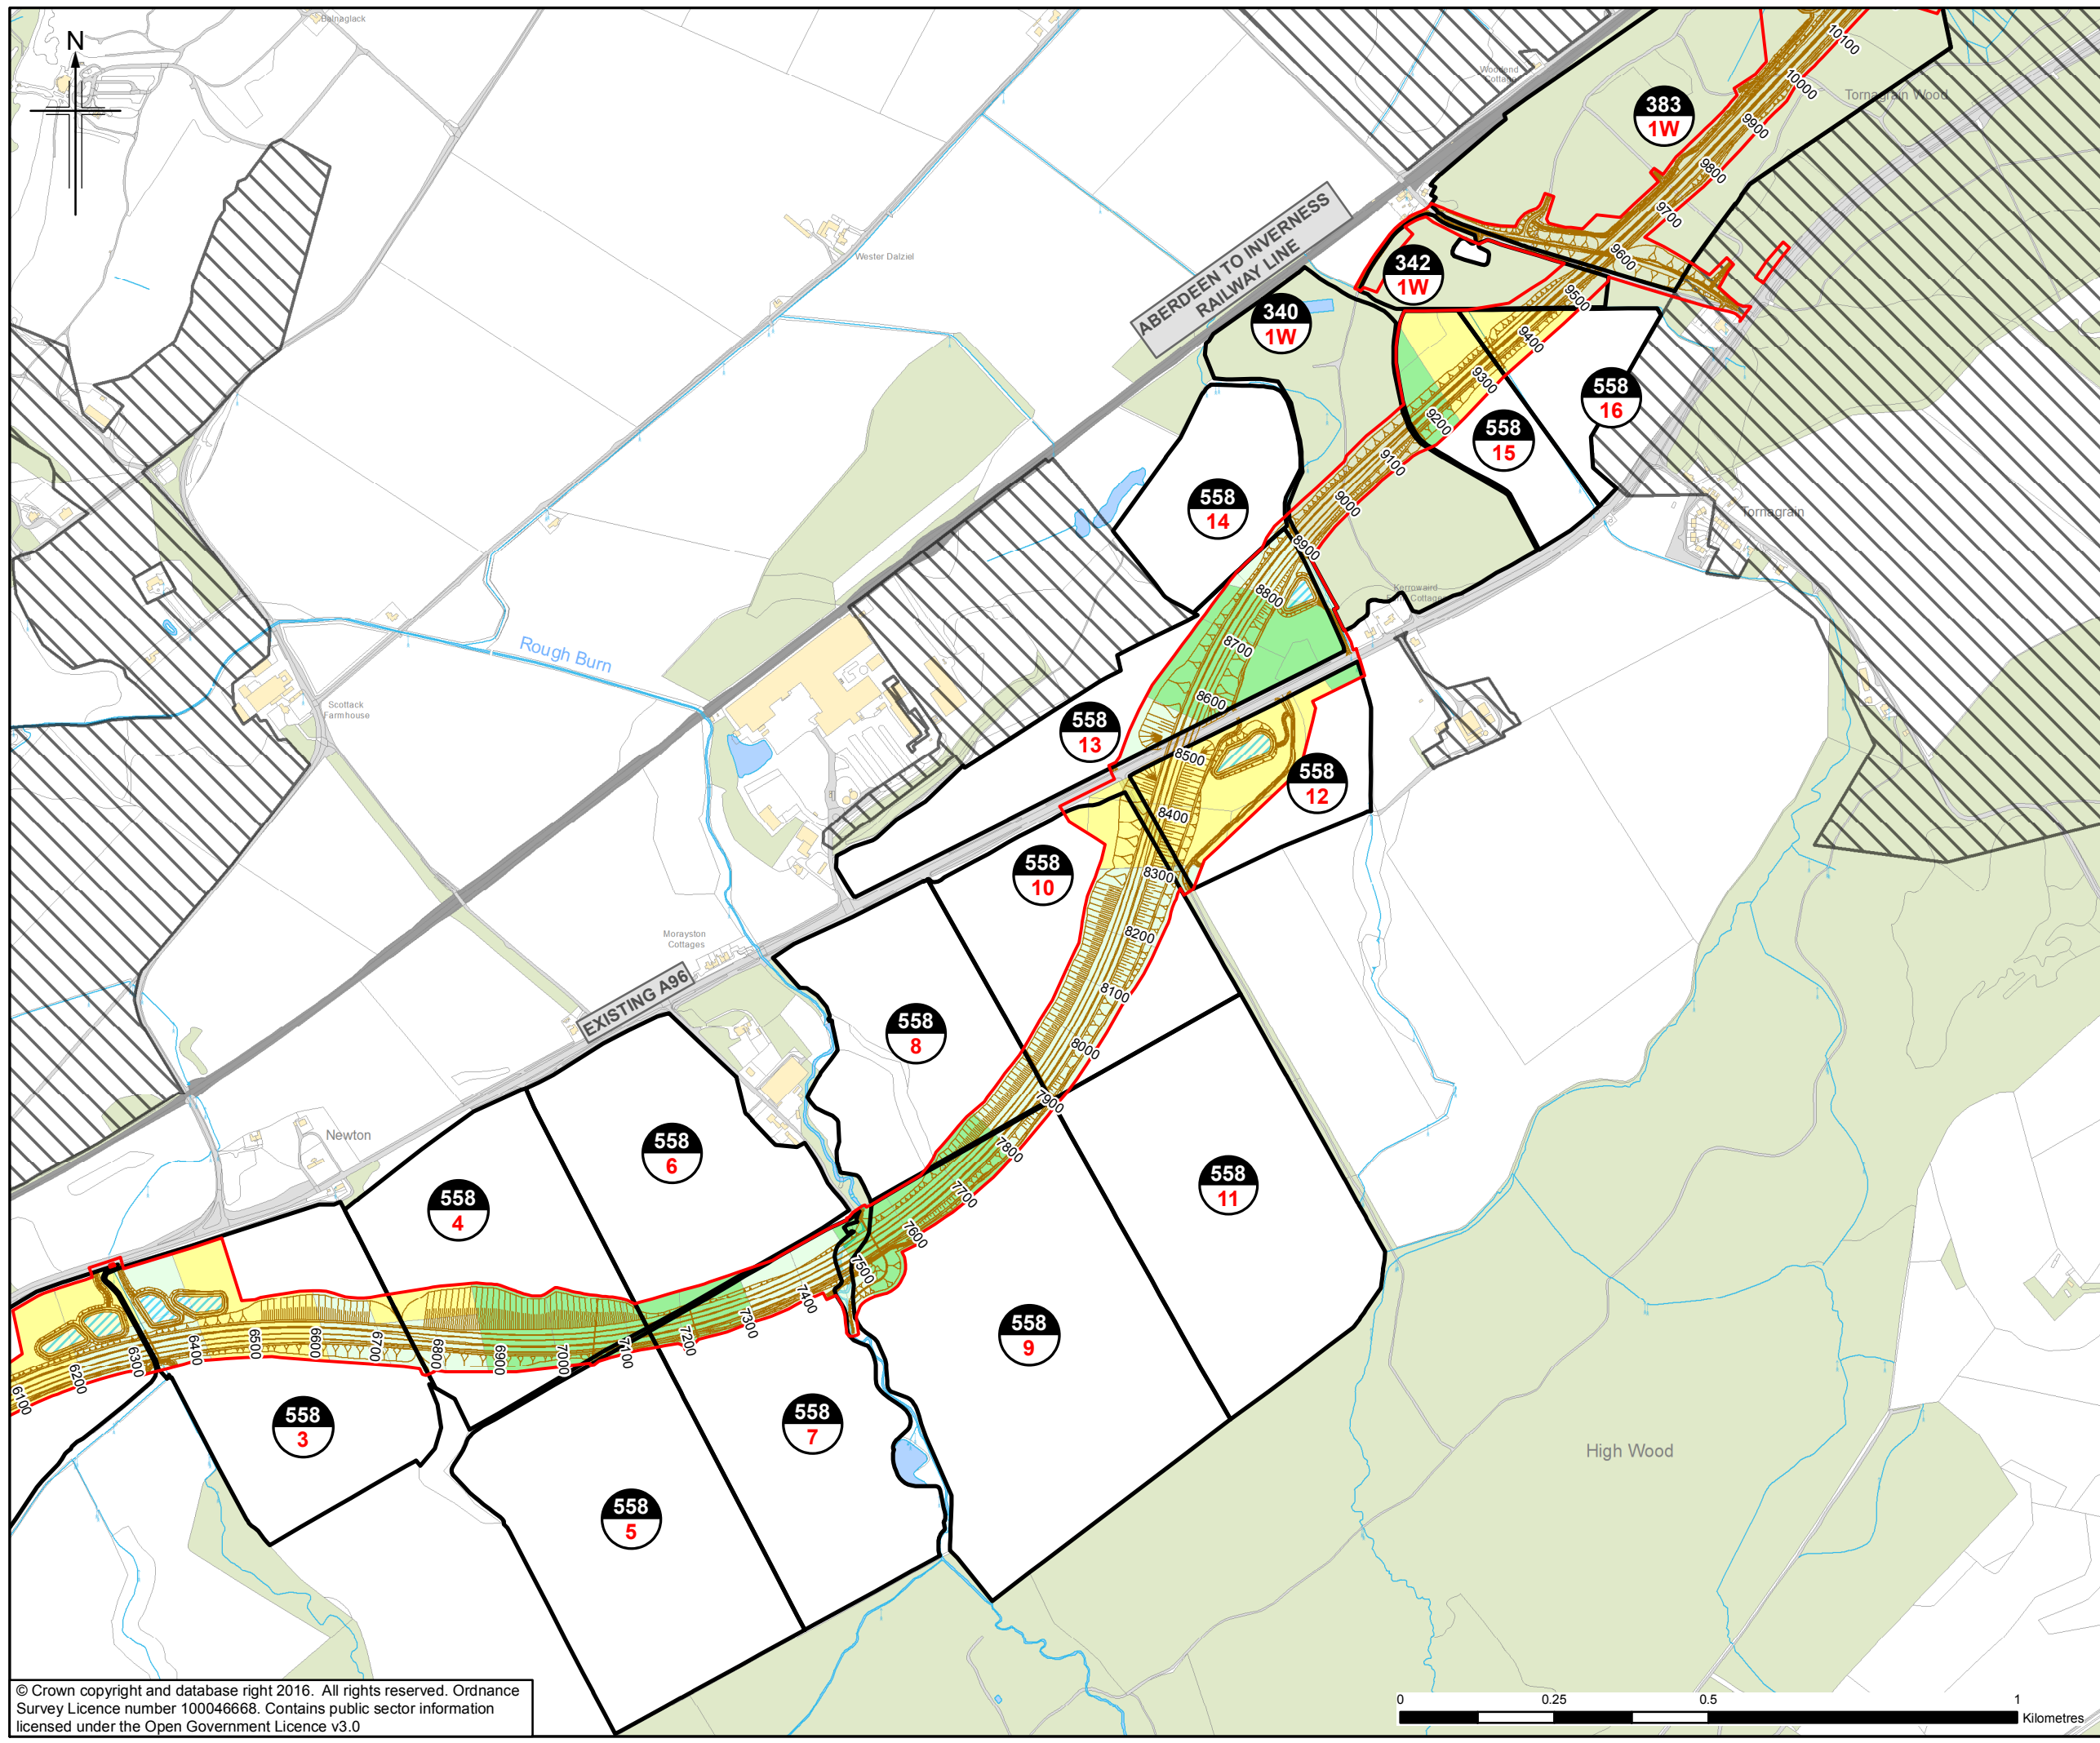 Balnaglack
N
Woodend
Cottage
Tornagrain Wood
383
1W
10100
10000
9900
9800
9700
9600
9500
9400
9300
9200
9100
9000
8900
8800
8700
8600
8500
8400
8300
8200
8100
8000
7900
7800
7700
7600
7500
7400
7300
7200
7100
7000
6900
6800
6700
6600
6500
6400
6300
6200
6100
ABERDEEN TO INVERNESS
RAILWAY LINE
Wester Dalziel
342
1W
340
1W
558
16
558
15
558
14
Tornagrain
Kerrowaird
Cottages
Rough Burn
Scottack
Farmhouse
558
13
558
12
558
10
Morayston
Cottages
EXISTING A96
558
8
Newton
558
6
558
4
558
11
558
9
558
3
558
7
558
5
High Wood
© Crown copyright and database right 2016. All rights reserved. Ordnance
Survey Licence number 100046668. Contains public sector information
licensed under the Open Government Licence v3.0
0 0.25 0.5 1
Kilometres